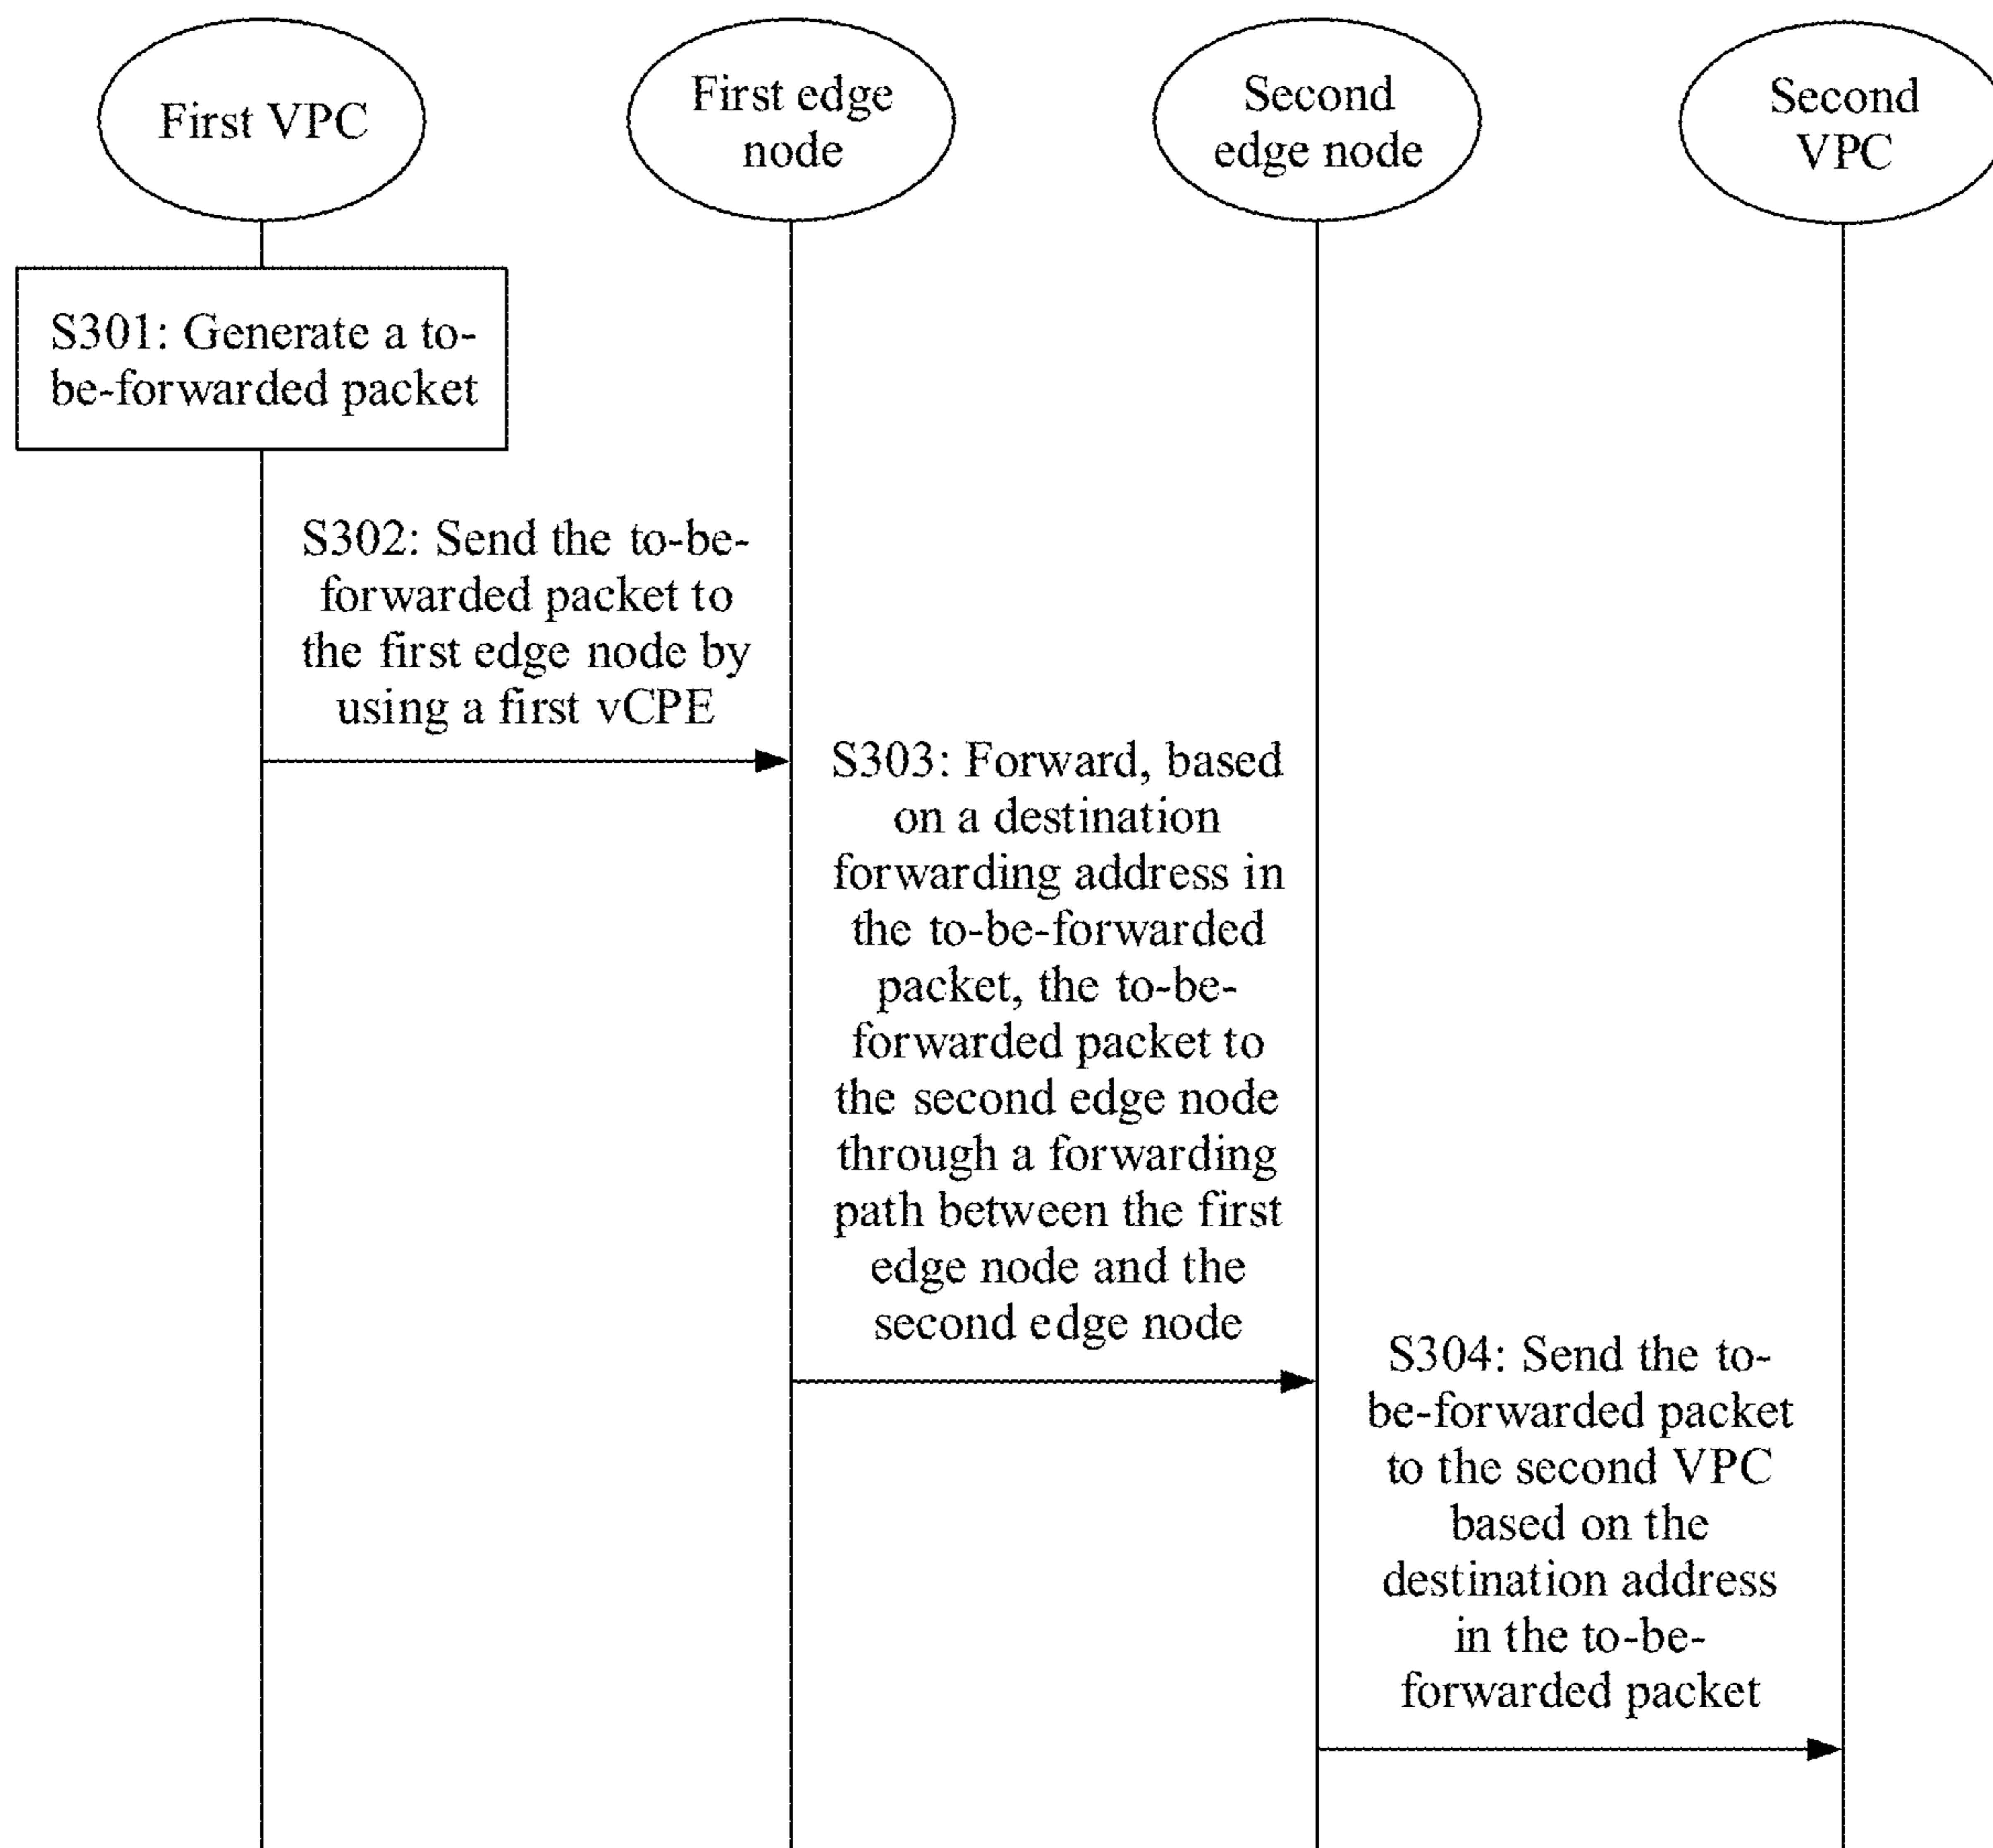 First VPC
First edge
node
Second
edge node
Second
VPC
S301: Generate a to-
be-forwarded packet
S302: Send the to-be-
forwarded packet to
the first edge node by
using a first vCPE
S303: Forward, based
on a destination
forwarding address in
the to-be-forwarded
packet, the to-be-
forwarded packet to
the second edge node
through a forwarding
path between the first
edge node and the
second edge node
S304: Send the to-
be-forwarded packet
to the second VPC
based on the
destination address
in the to-be-
forwarded packet